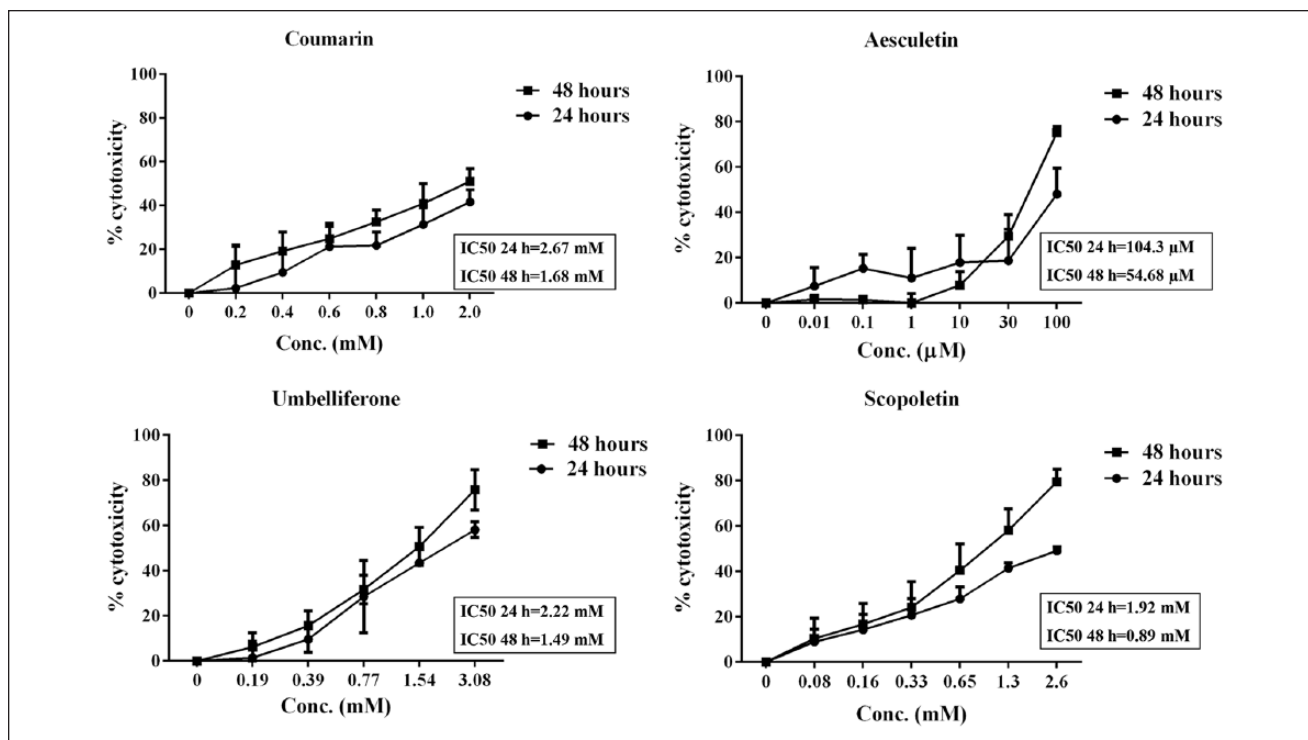 Coumarin
% cytotoxicity
100
80
60
40
20
0
0 0.2 0.4 0.6 0.8 1.0 2.0
Conc. (mM)
48 hours
24 hours
IC50 24 h=2.67 mM
IC50 48 h=1.68 mM
Aesculetin
% cytotoxicity
100
80
60
40
20
0
0 0.01 0.1 1 10 30 100
Conc. (µM)
48 hours
24 hours
IC50 24 h=104.3 µM
IC50 48 h=54.68 µM
Umbelliferone
% cytotoxicity
100
80
60
40
20
0
0 0.19 0.39 0.77 1.54 3.08
Conc. (mM)
48 hours
24 hours
IC50 24 h=2.22 mM
IC50 48 h=1.49 mM
Scopoletin
% cytotoxicity
100
80
60
40
20
0
0 0.08 0.16 0.33 0.65 1.3 2.6
Conc. (mM)
48 hours
24 hours
IC50 24 h=1.92 mM
IC50 48 h=0.89 mM